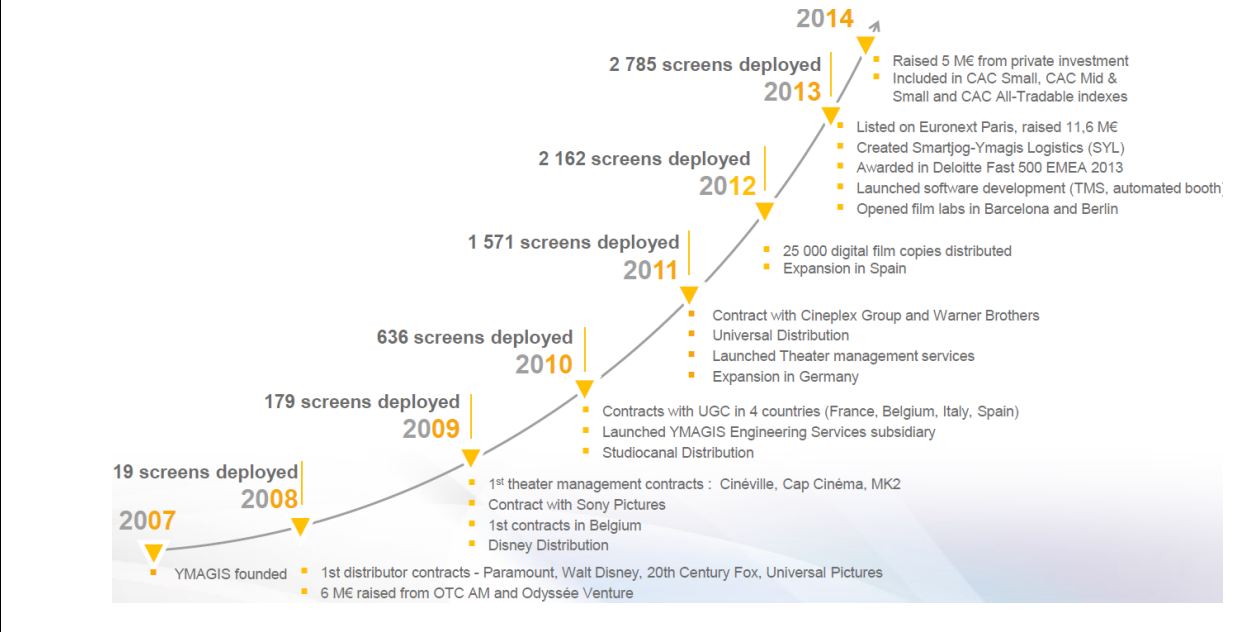 2014
Raised 5 M€ from private investment
Included in CAC Small, CAC Mid &
Small and CAC All-Tradable indexes
2 785 screens deployed
2013
Listed on Euronext Paris, raised 11,6 M€
Created Smartjog-Ymagis Logistics (SYL)
Awarded in Deloitte Fast 500 EMEA 2013
Launched software development (TMS, automated booth)
Opened film labs in Barcelona and Berlin
2 162 screens deployed
2012
25 000 digital film copies distributed
Expansion in Spain
1 571 screens deployed
2011
Contract with Cineplex Group and Warner Brothers
Universal Distribution
Launched Theater management services
Expansion in Germany
636 screens deployed
2010
Contracts with UGC in 4 countries (France, Belgium, Italy, Spain)
Launched YMAGIS Engineering Services subsidiary
Studiocanal Distribution
179 screens deployed
2009
1st theater management contracts : Cinéville, Cap Cinéma, MK2
Contract with Sony Pictures
1st contracts in Belgium
Disney Distribution
19 screens deployed
2008
1st distributor contracts - Paramount, Walt Disney, 20th Century Fox, Universal Pictures
6 M€ raised from OTC AM and Odyssée Venture
2007
YMAGIS founded